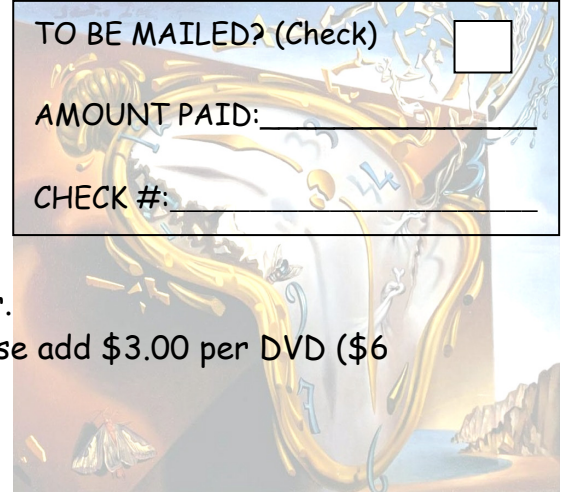 TO BE MAILED? (Check)
AMOUNT PAID:
CHECK #:
r.
se add $3.00 per DVD ($6